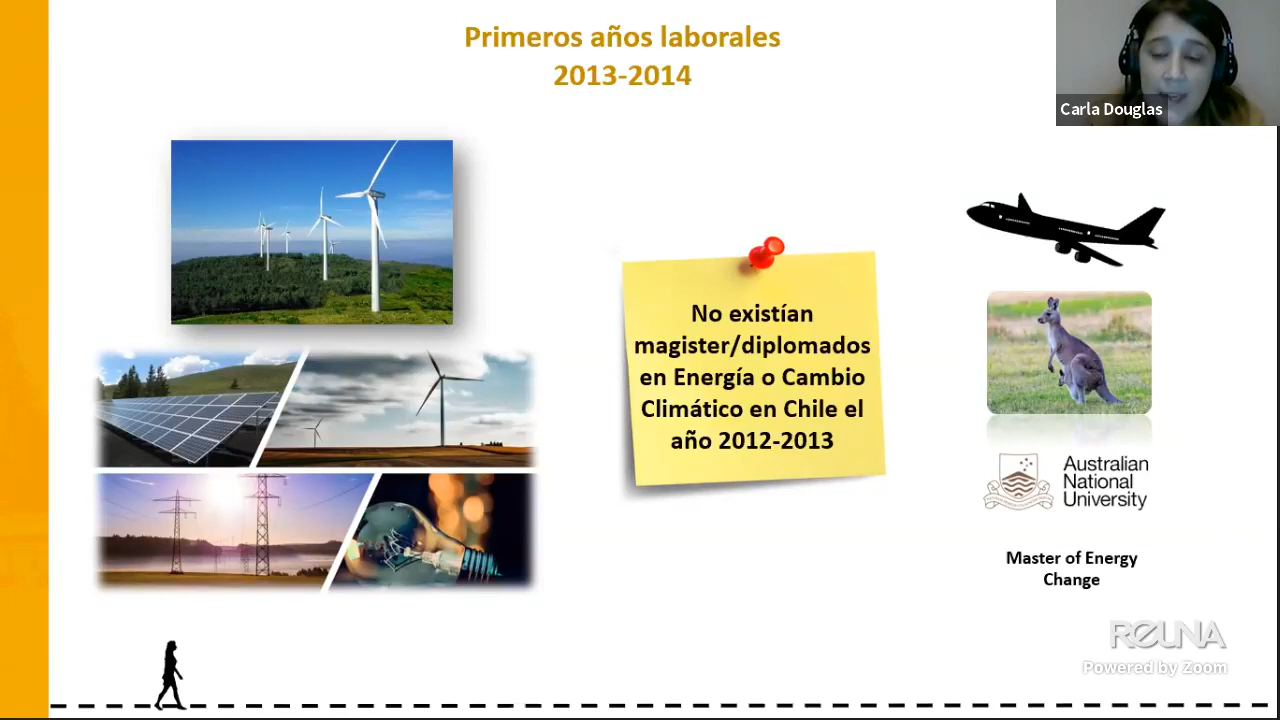 Primeros años laborales
2013-2014
Carla Douglas
No existían
magister/diplomados
en Energía o Cambio
Climático en Chile el
año 2012-2013
Australian
National
University
Master of Energy
Change
REUNA
Powered by Zoom